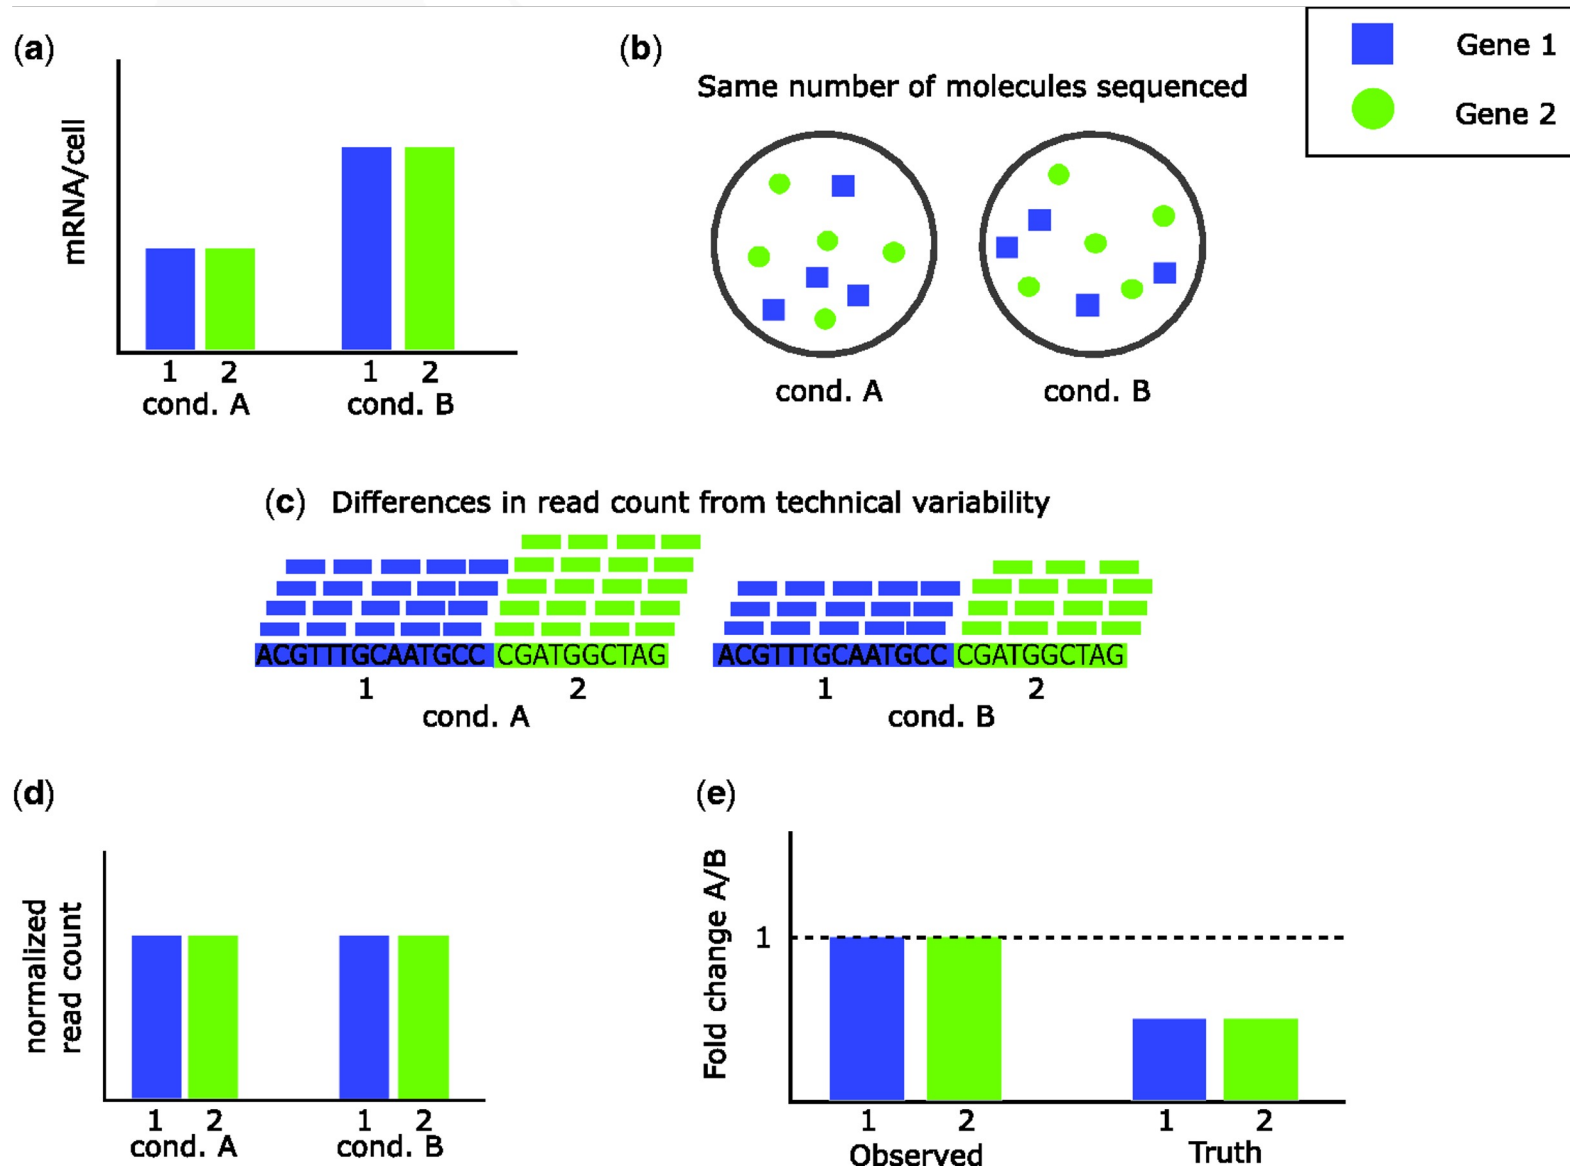 (a)
mRNA/cell
1 2 1 2
cond. A cond. B
(b)
Same number of molecules sequenced
cond. A cond. B
Gene 1
Gene 2
(c) Differences in read count from technical variability
ACGTTTGCAATGCC CGATGGCTAG ACGTTTGCAATGCC CGATGGCTAG
1 2 1 2
cond. A cond. B
(d)
normalized
read count
1 2 1 2
cond. A cond. B
(e)
Fold change A/B
1
1 2 1 2
Observed Truth